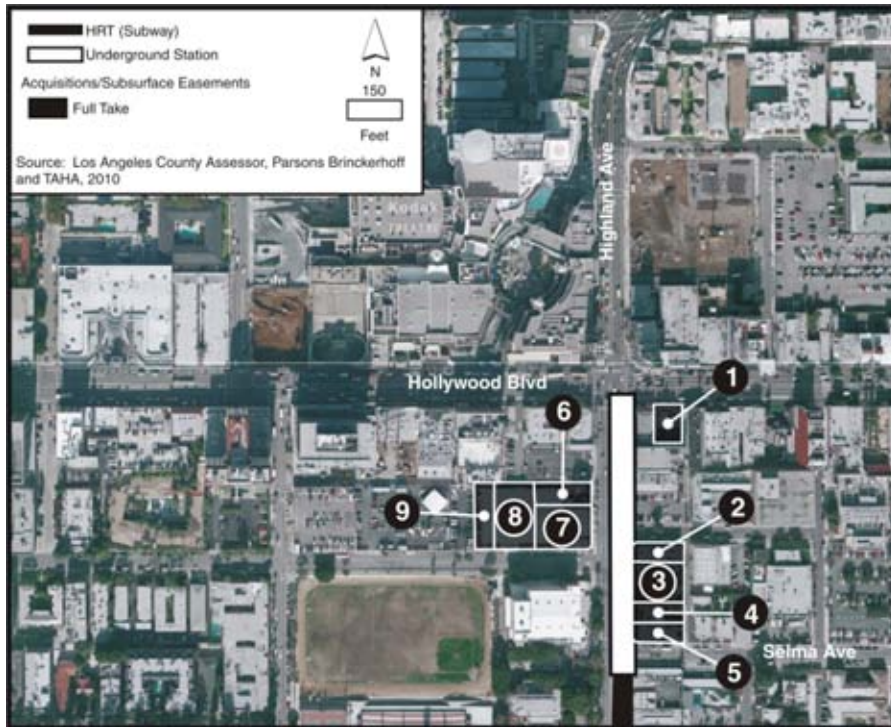 HRT (Subway)
Underground Station
Acquisitions/Subsurface Easements
Full Take
N
150
Feet
Source: Los Angeles County Assessor, Parsons Brinckerhoff
and TAHA, 2010
Kodak
Highland Ave
Hollywood Blvd
1
6
2
9
8
7
3
4
5
Selma Ave